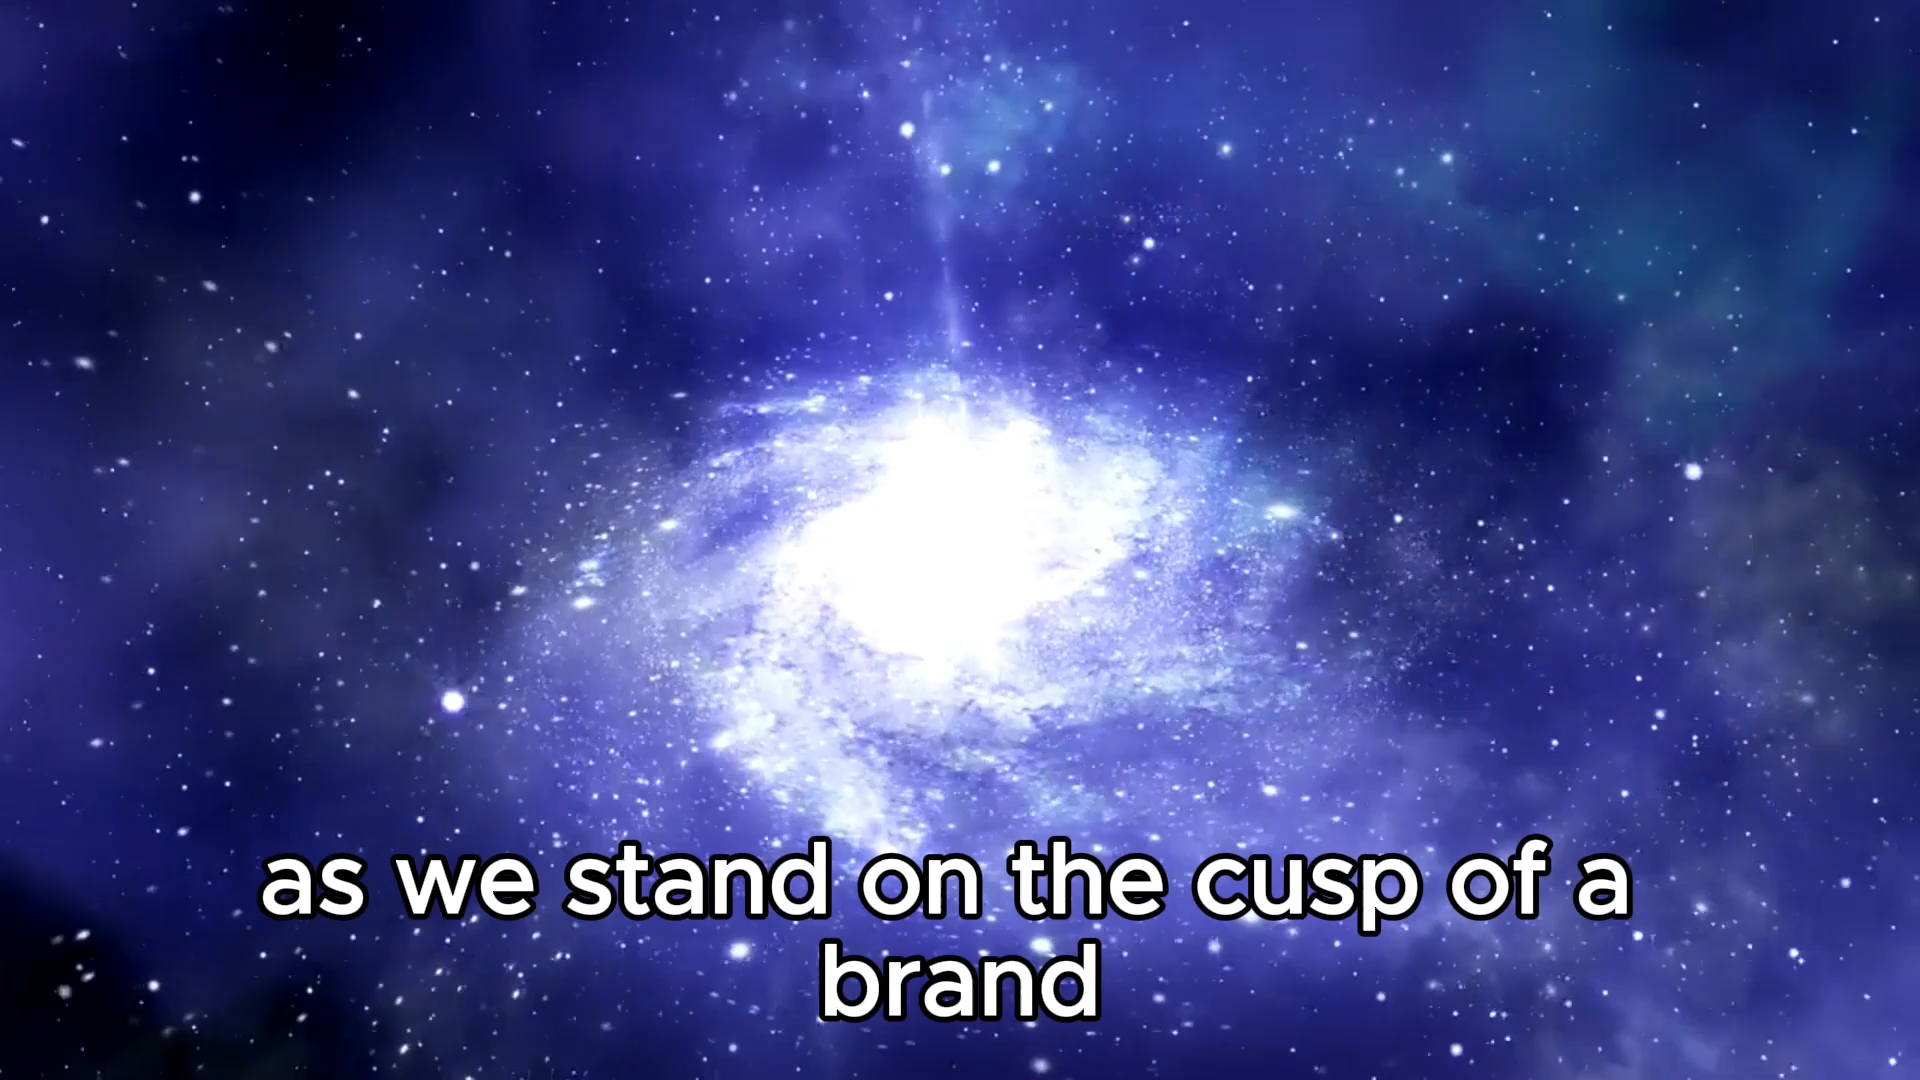 as we stand on the cusp of a
brand